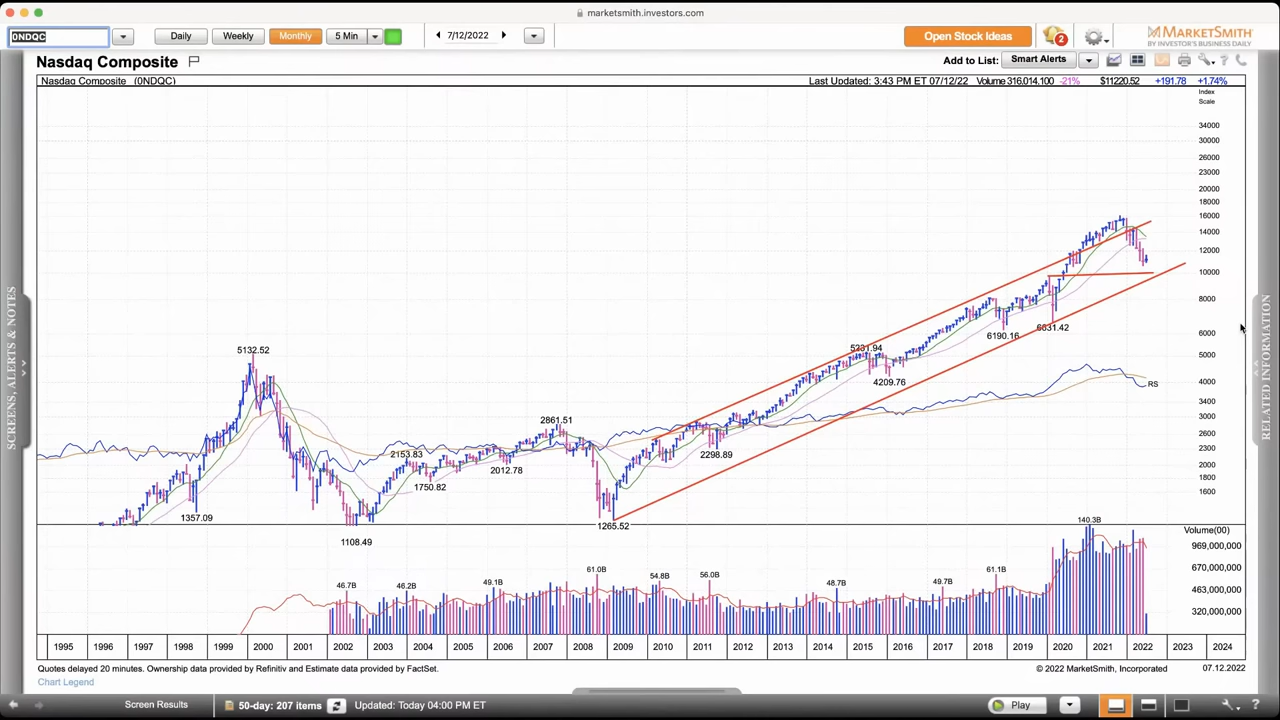 marketsmith.investors.com
0NDQC
Daily
Weekly
Monthly
5 Min
7/12/2022
Open Stock Ideas
2
MARKETSMITH
BY INVESTOR'S BUSINESS DAILY
Nasdaq Composite
Add to List:
Smart Alerts
Nasdaq Composite (0NDQC)
Last Updated: 3:43 PM ET 07/12/22 Volume 316,014,100 -21% $11220.52 +191.78 +1.74%
Index
Scale
34000
30000
26000
23000
20000
18000
16000
14000
12000
10000
8000
6000
5000
4000
3400
3000
2600
2300
2000
1600
5132.52
1357.09
1108.49
2153.83
1750.82
2012.78
2861.51
1265.52
2298.89
5231.94
4209.76
6190.16
6631.42
RS
Volume(00)
969,000,000
670,000,000
463,000,000
320,000,000
46.7B
46.2B
49.1B
61.0B
54.8B
56.0B
48.7B
49.7B
61.1B
140.3B
1995 1996 1997 1998 1999 2000 2001 2002 2003 2004 2005 2006 2007 2008 2009 2010 2011 2012 2013 2014 2015 2016 2017 2018 2019 2020 2021 2022 2023 2024
Quotes delayed 20 minutes. Ownership data provided by Refinitiv and Estimate data provided by FactSet.
© 2022 MarketSmith, Incorporated
07.12.2022
Chart Legend
SCREENS, ALERTS & NOTES
RELATED INFORMATION
Screen Results
50-day: 207 items
Updated: Today 04:00 PM ET
Play